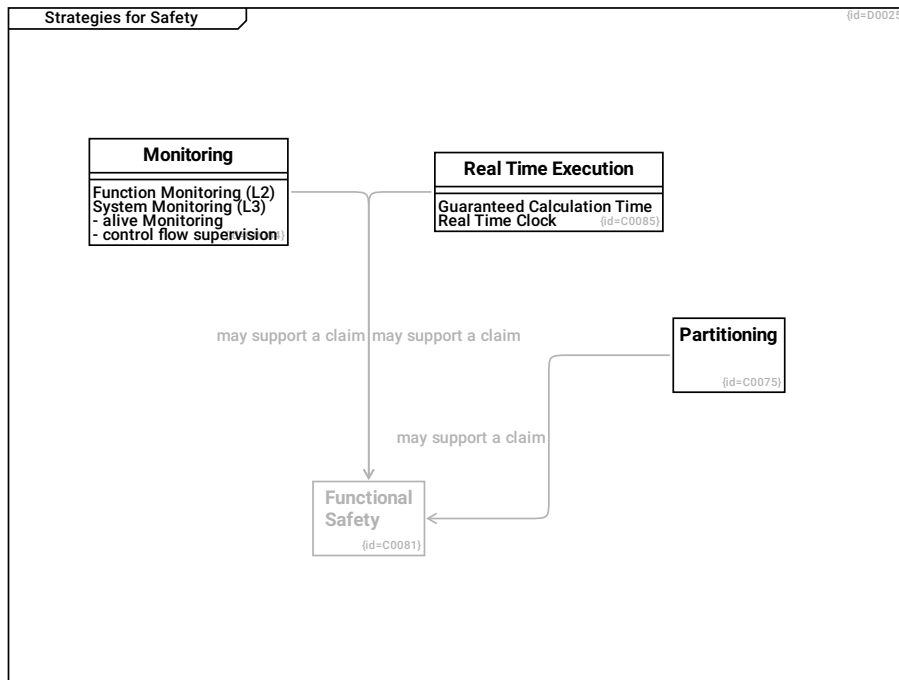 Strategies for Safety
{id=D0025
Monitoring
Function Monitoring (L2)
System Monitoring (L3)
- alive Monitoring
- control flow supervision
Real Time Execution
Guaranteed Calculation Time
Real Time Clock
{id=C0085}
may support a claim
may support a claim
Partitioning
{id=C0075}
may support a claim
Functional
Safety
{id=C0081}